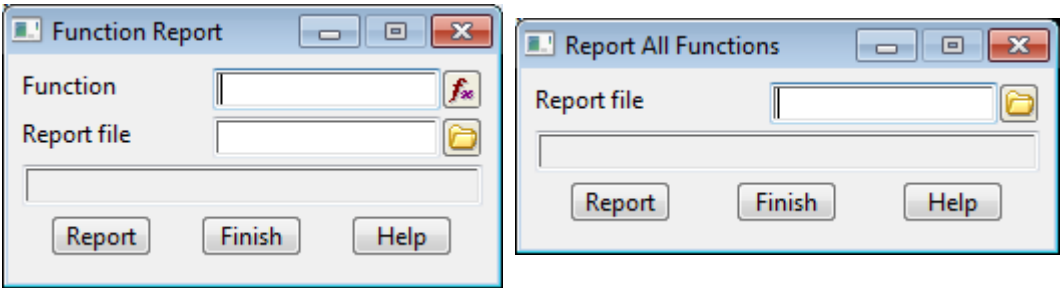 Function Report
Function
Report file
Report Finish Help
Report All Functions
Report file
Report Finish Help